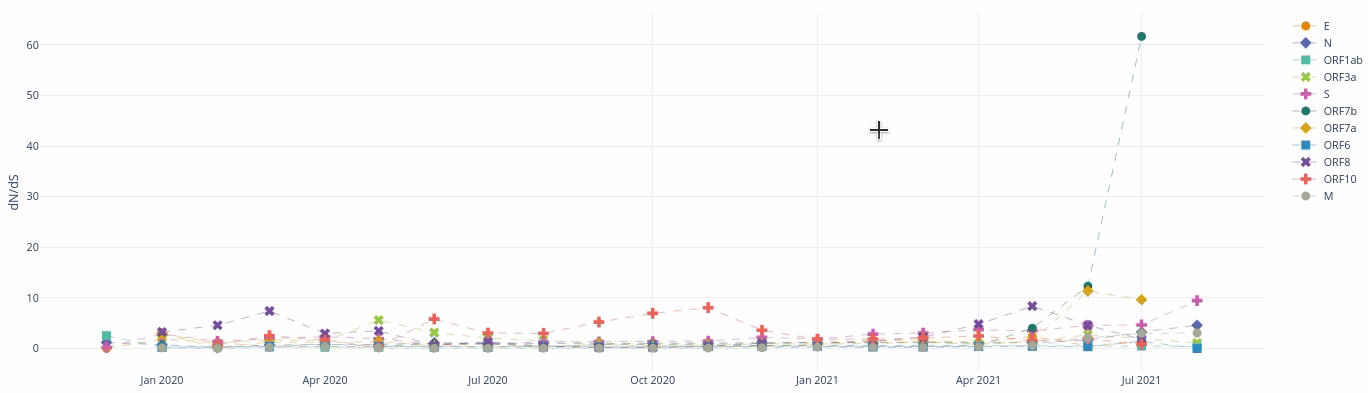 dN/dS
60
50
40
30
20
10
0
Jan 2020
Apr 2020
Jul 2020
Oct 2020
Jan 2021
Apr 2021
Jul 2021
E
N
ORF1ab
ORF3a
S
ORF7b
ORF7a
ORF6
ORF8
ORF10
M